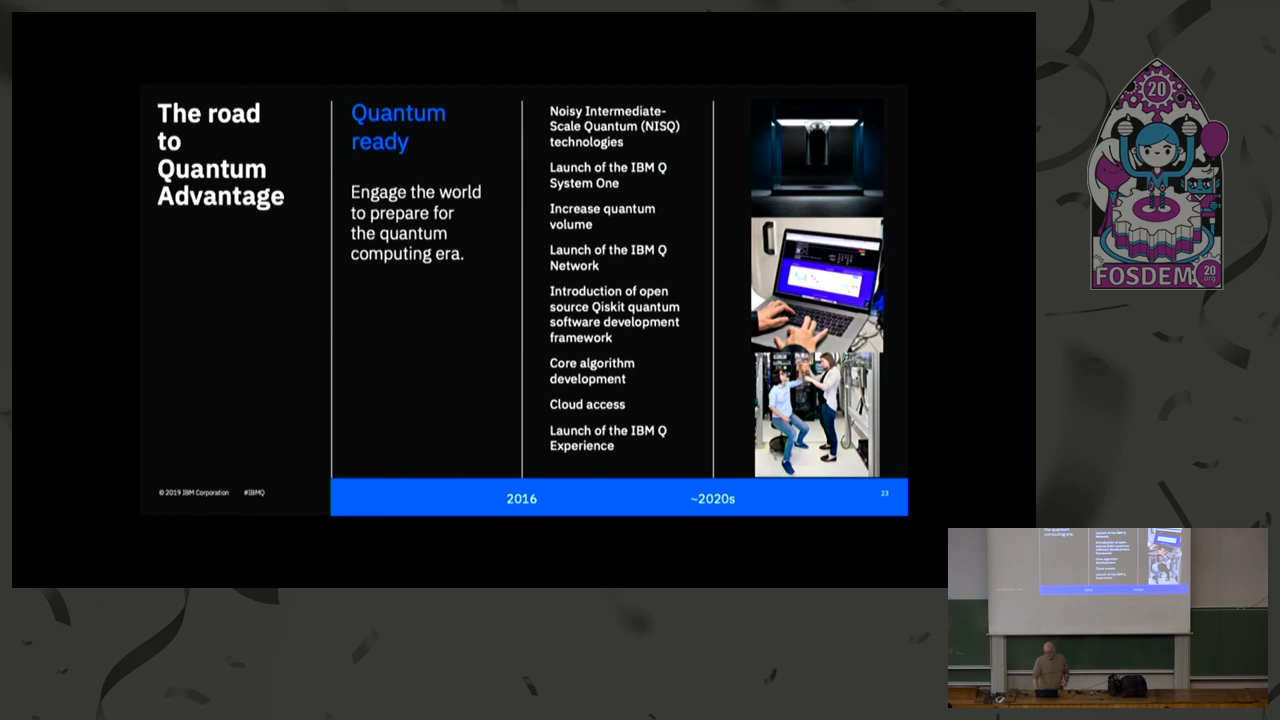 The road
to
Quantum
Advantage
Quantum
ready
Engage the world
to prepare for
the quantum
computing era.
Noisy Intermediate-
Scale Quantum (NISQ)
technologies
Launch of the IBM Q
System One
Increase quantum
volume
Launch of the IBM Q
Network
Introduction of open
source Qiskit quantum
software development
framework
Core algorithm
development
Cloud access
Launch of the IBM Q
Experience
© 2019 IBM Corporation #IBMQ
2016
~2020s
23
20
FOSDEM
20
.org